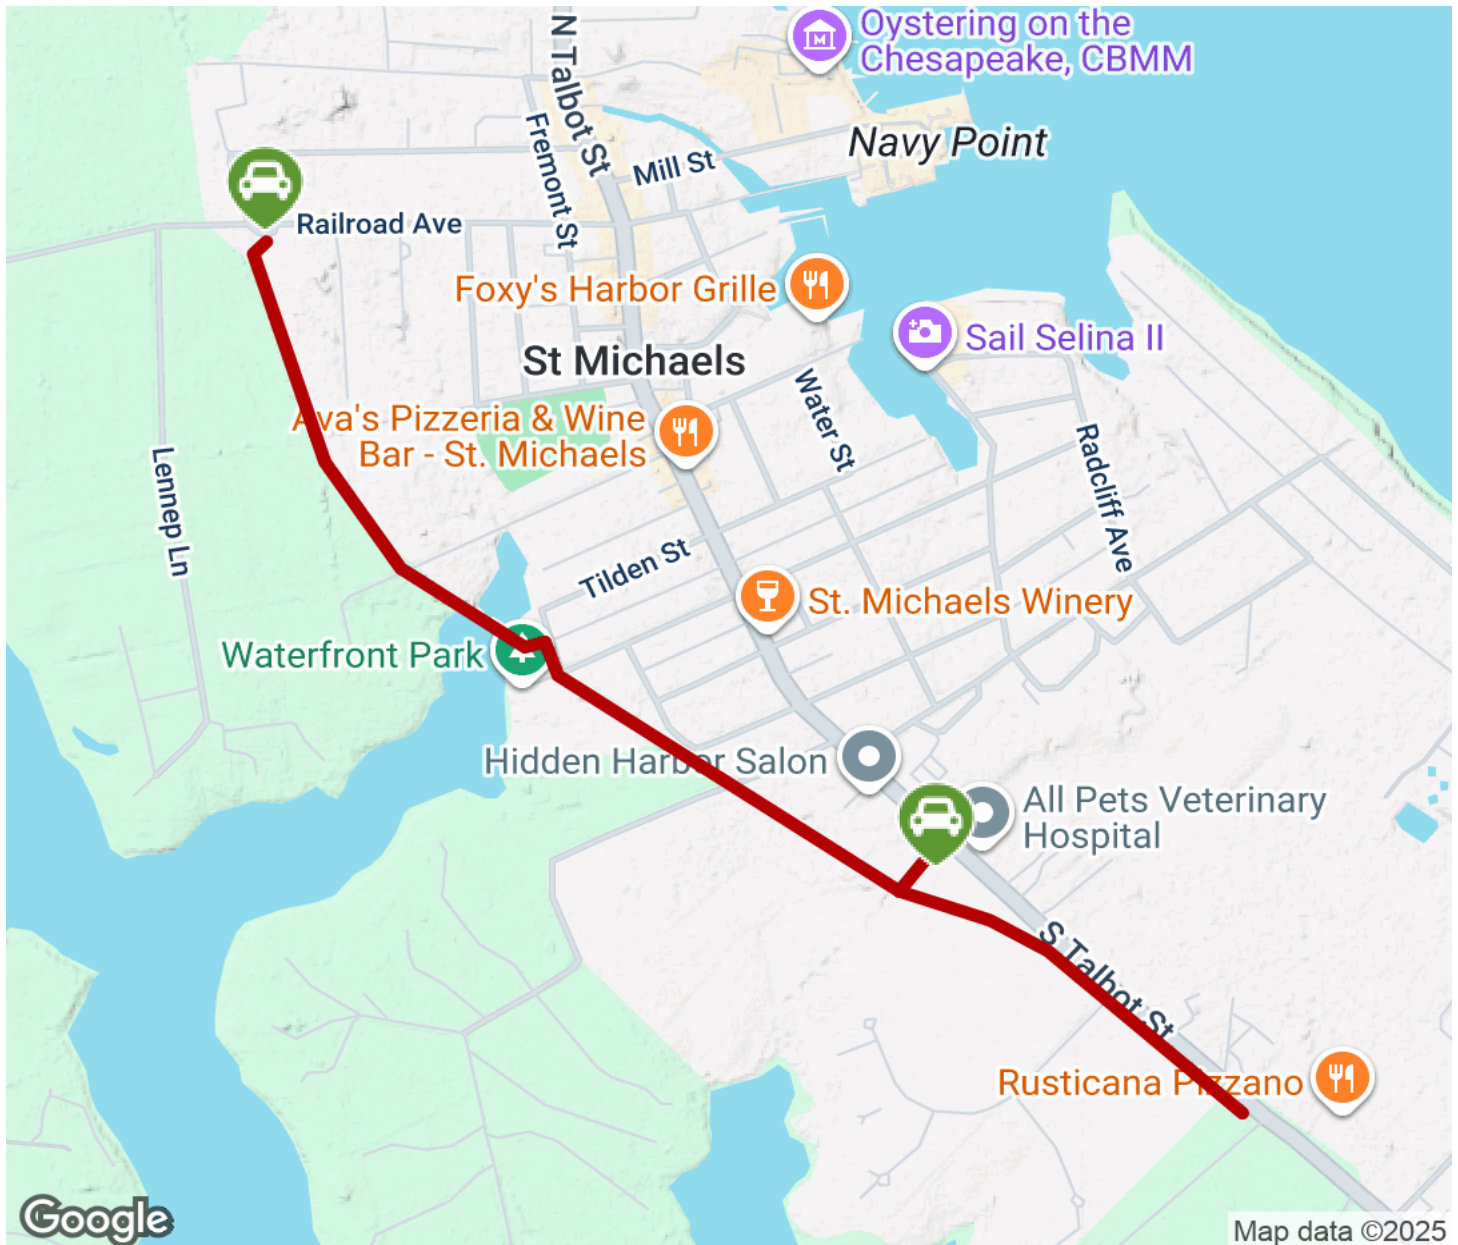 Oystering on the
Chesapeake, CBMM
N Talbot St
Fremont St
Mill St
Navy Point
Railroad Ave
Foxy's Harbor Grille
Sail Selina II
St Michaels
Ava's Pizzeria & Wine
Bar - St. Michaels
Water St
Radcliff Ave
Lennep Ln
Tilden St
St. Michaels Winery
Waterfront Park
Hidden Harbor Salon
All Pets Veterinary
Hospital
S Talbot St
Rusticana Pizzano
Google
Map data ©2025